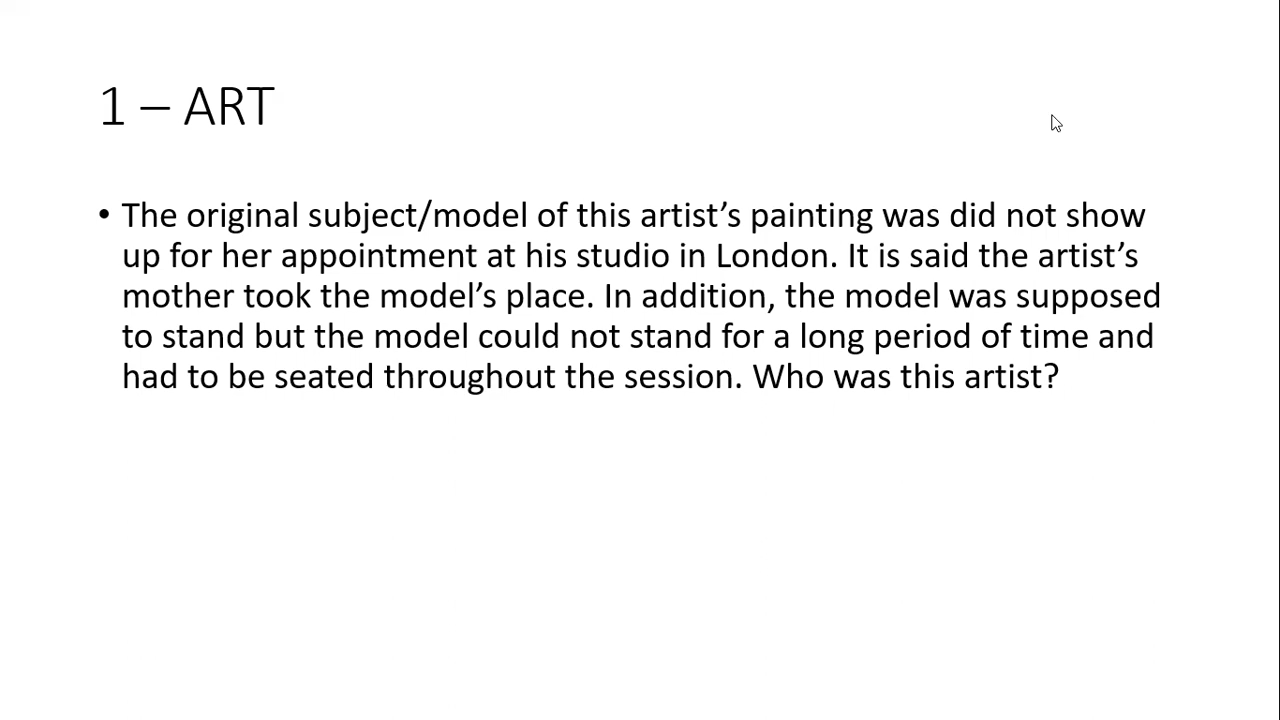 1 – ART
• The original subject/model of this artist’s painting was did not show
up for her appointment at his studio in London. It is said the artist’s
mother took the model’s place. In addition, the model was supposed
to stand but the model could not stand for a long period of time and
had to be seated throughout the session. Who was this artist?